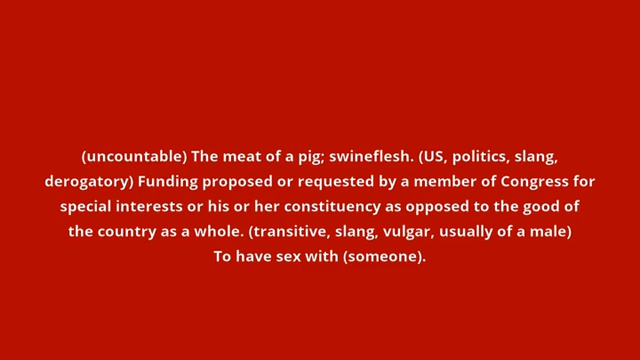 (uncountable) The meat of a pig; swineflesh. (US, politics, slang,
derogatory) Funding proposed or requested by a member of Congress for
special interests or his or her constituency as opposed to the good of
the country as a whole. (transitive, slang, vulgar, usually of a male)
To have sex with (someone).